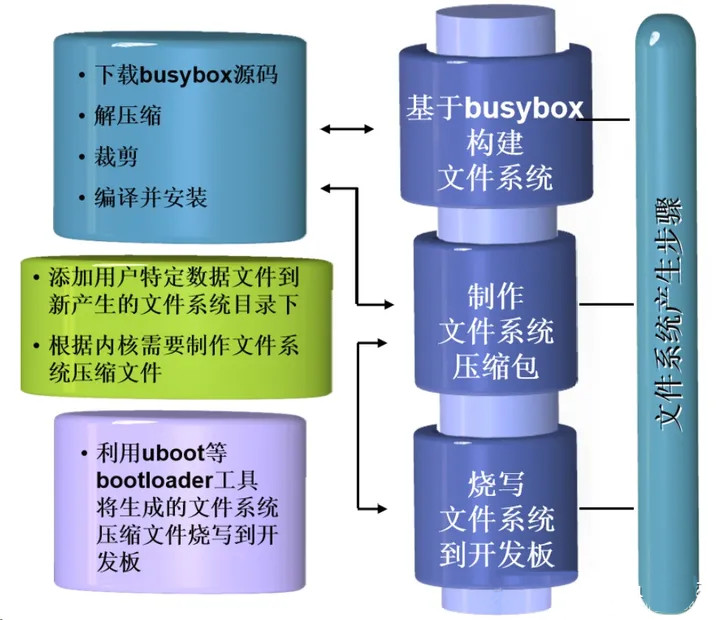 • 下载busybox源码
• 解压缩
• 裁剪
• 编译并安装
• 添加用户特定数据文件到
新产生的文件系统目录下
• 根据内核需要制作文件系
统压缩文件
• 利用uboot等
bootloader工具
将生成的文件系统
压缩文件烧写到开
发板
基于busybox
构建
文件系统
制作
文件系统
压缩包
烧写
文件系统
到开发板
文件系统产生步骤